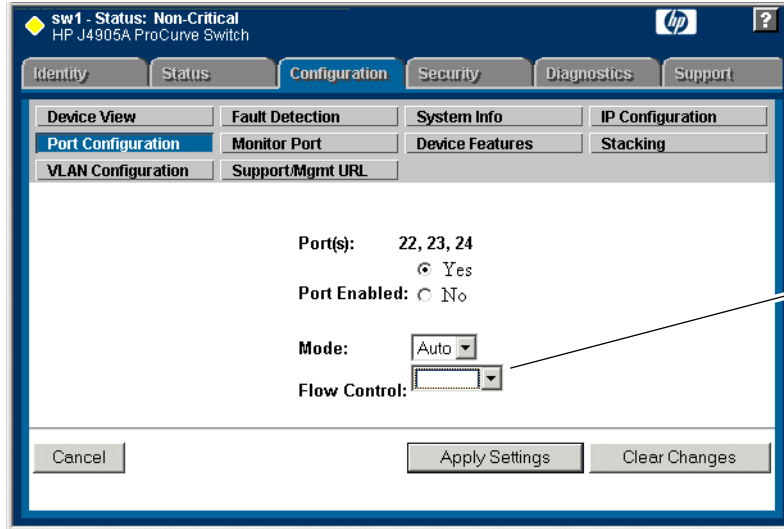 sw1 - Status: Non-Critical
HP J4905A ProCurve Switch
hp
?
Identity Status Configuration Security Diagnostics Support
Device View Fault Detection System Info IP Configuration
Port Configuration Monitor Port Device Features Stacking
VLAN Configuration Support/Mgmt URL
Port(s): 22, 23, 24
Yes
Port Enabled: No
Mode: Auto
Flow Control:
Cancel Apply Settings Clear Changes